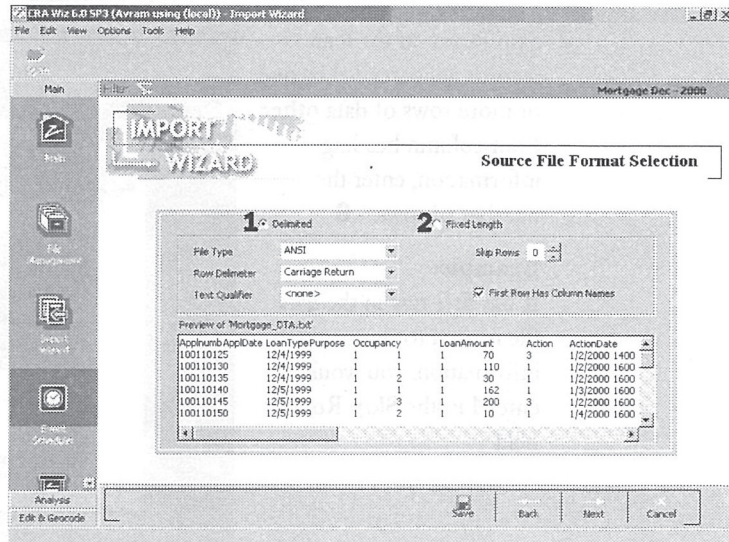 CRA Wiz 6.0 SP3 (Avram using (local)) - Import Wizard
File Edit View Options Tools Help
Main
Filter
Mortgage Dec - 2000
IMPORT
WIZARD
Source File Format Selection
Main
File Management
Import Wizard
Event Scheduler
Analysis
Edit & Geocode
1 Delimited
2 Fixed Length
File Type ANSI Skip Rows 0
Row Delimeter Carriage Return
Text Qualifier <none> First Row Has Column Names
Preview of 'Mortgage_DTA.txt'
Applnumb ApplDate LoanType Purpose Occupancy LoanAmount Action ActionDate
100110125 12/4/1999 1 1 1 70 3 1/2/2000 1400
100110130 12/4/1999 1 1 1 110 1 1/2/2000 1600
100110135 12/4/1999 1 2 1 30 1 1/2/2000 1600
100110140 12/5/1999 1 1 1 162 1 1/3/2000 1600
100110145 12/5/1999 1 3 1 200 3 1/2/2000 1600
100110150 12/5/1999 1 2 1 10 1 1/4/2000 1600
Save Back Next Cancel